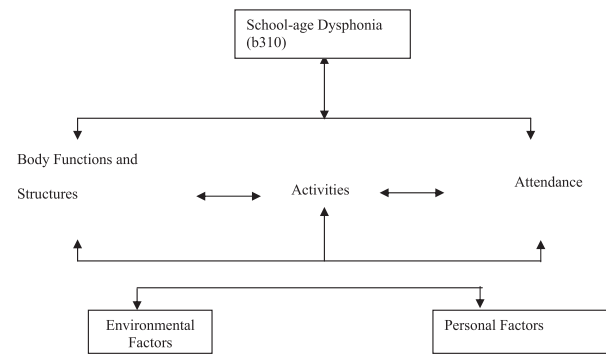 School-age Dysphonia
(b310)
Body Functions and
Structures
Activities
Attendance
Environmental
Factors
Personal Factors